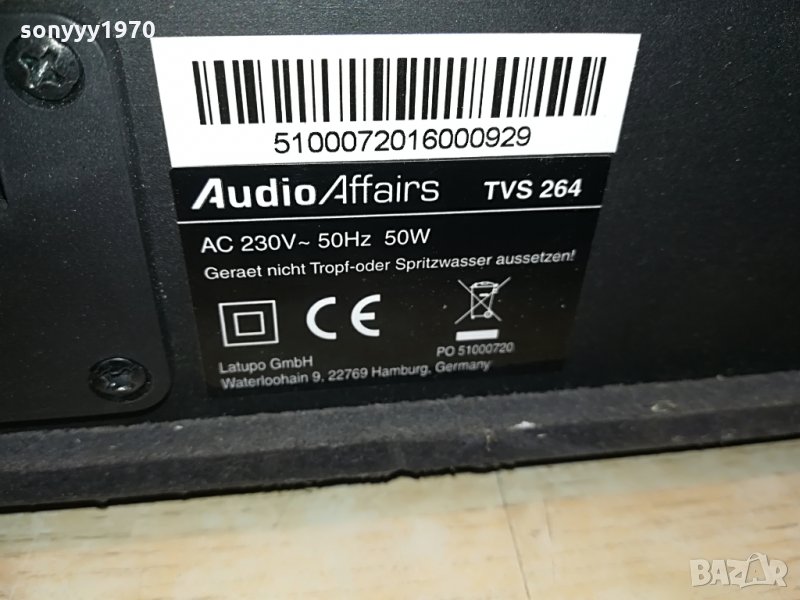 sonyyy1970
5100072016000929
AudioAffairs TVS 264
AC 230V~ 50Hz 50W
Geraet nicht Tropf-oder Spritzwasser aussetzen!
CE
PO 51000720
Latupo GmbH
Waterloohain 9, 22769 Hamburg, Germany
BAZAR